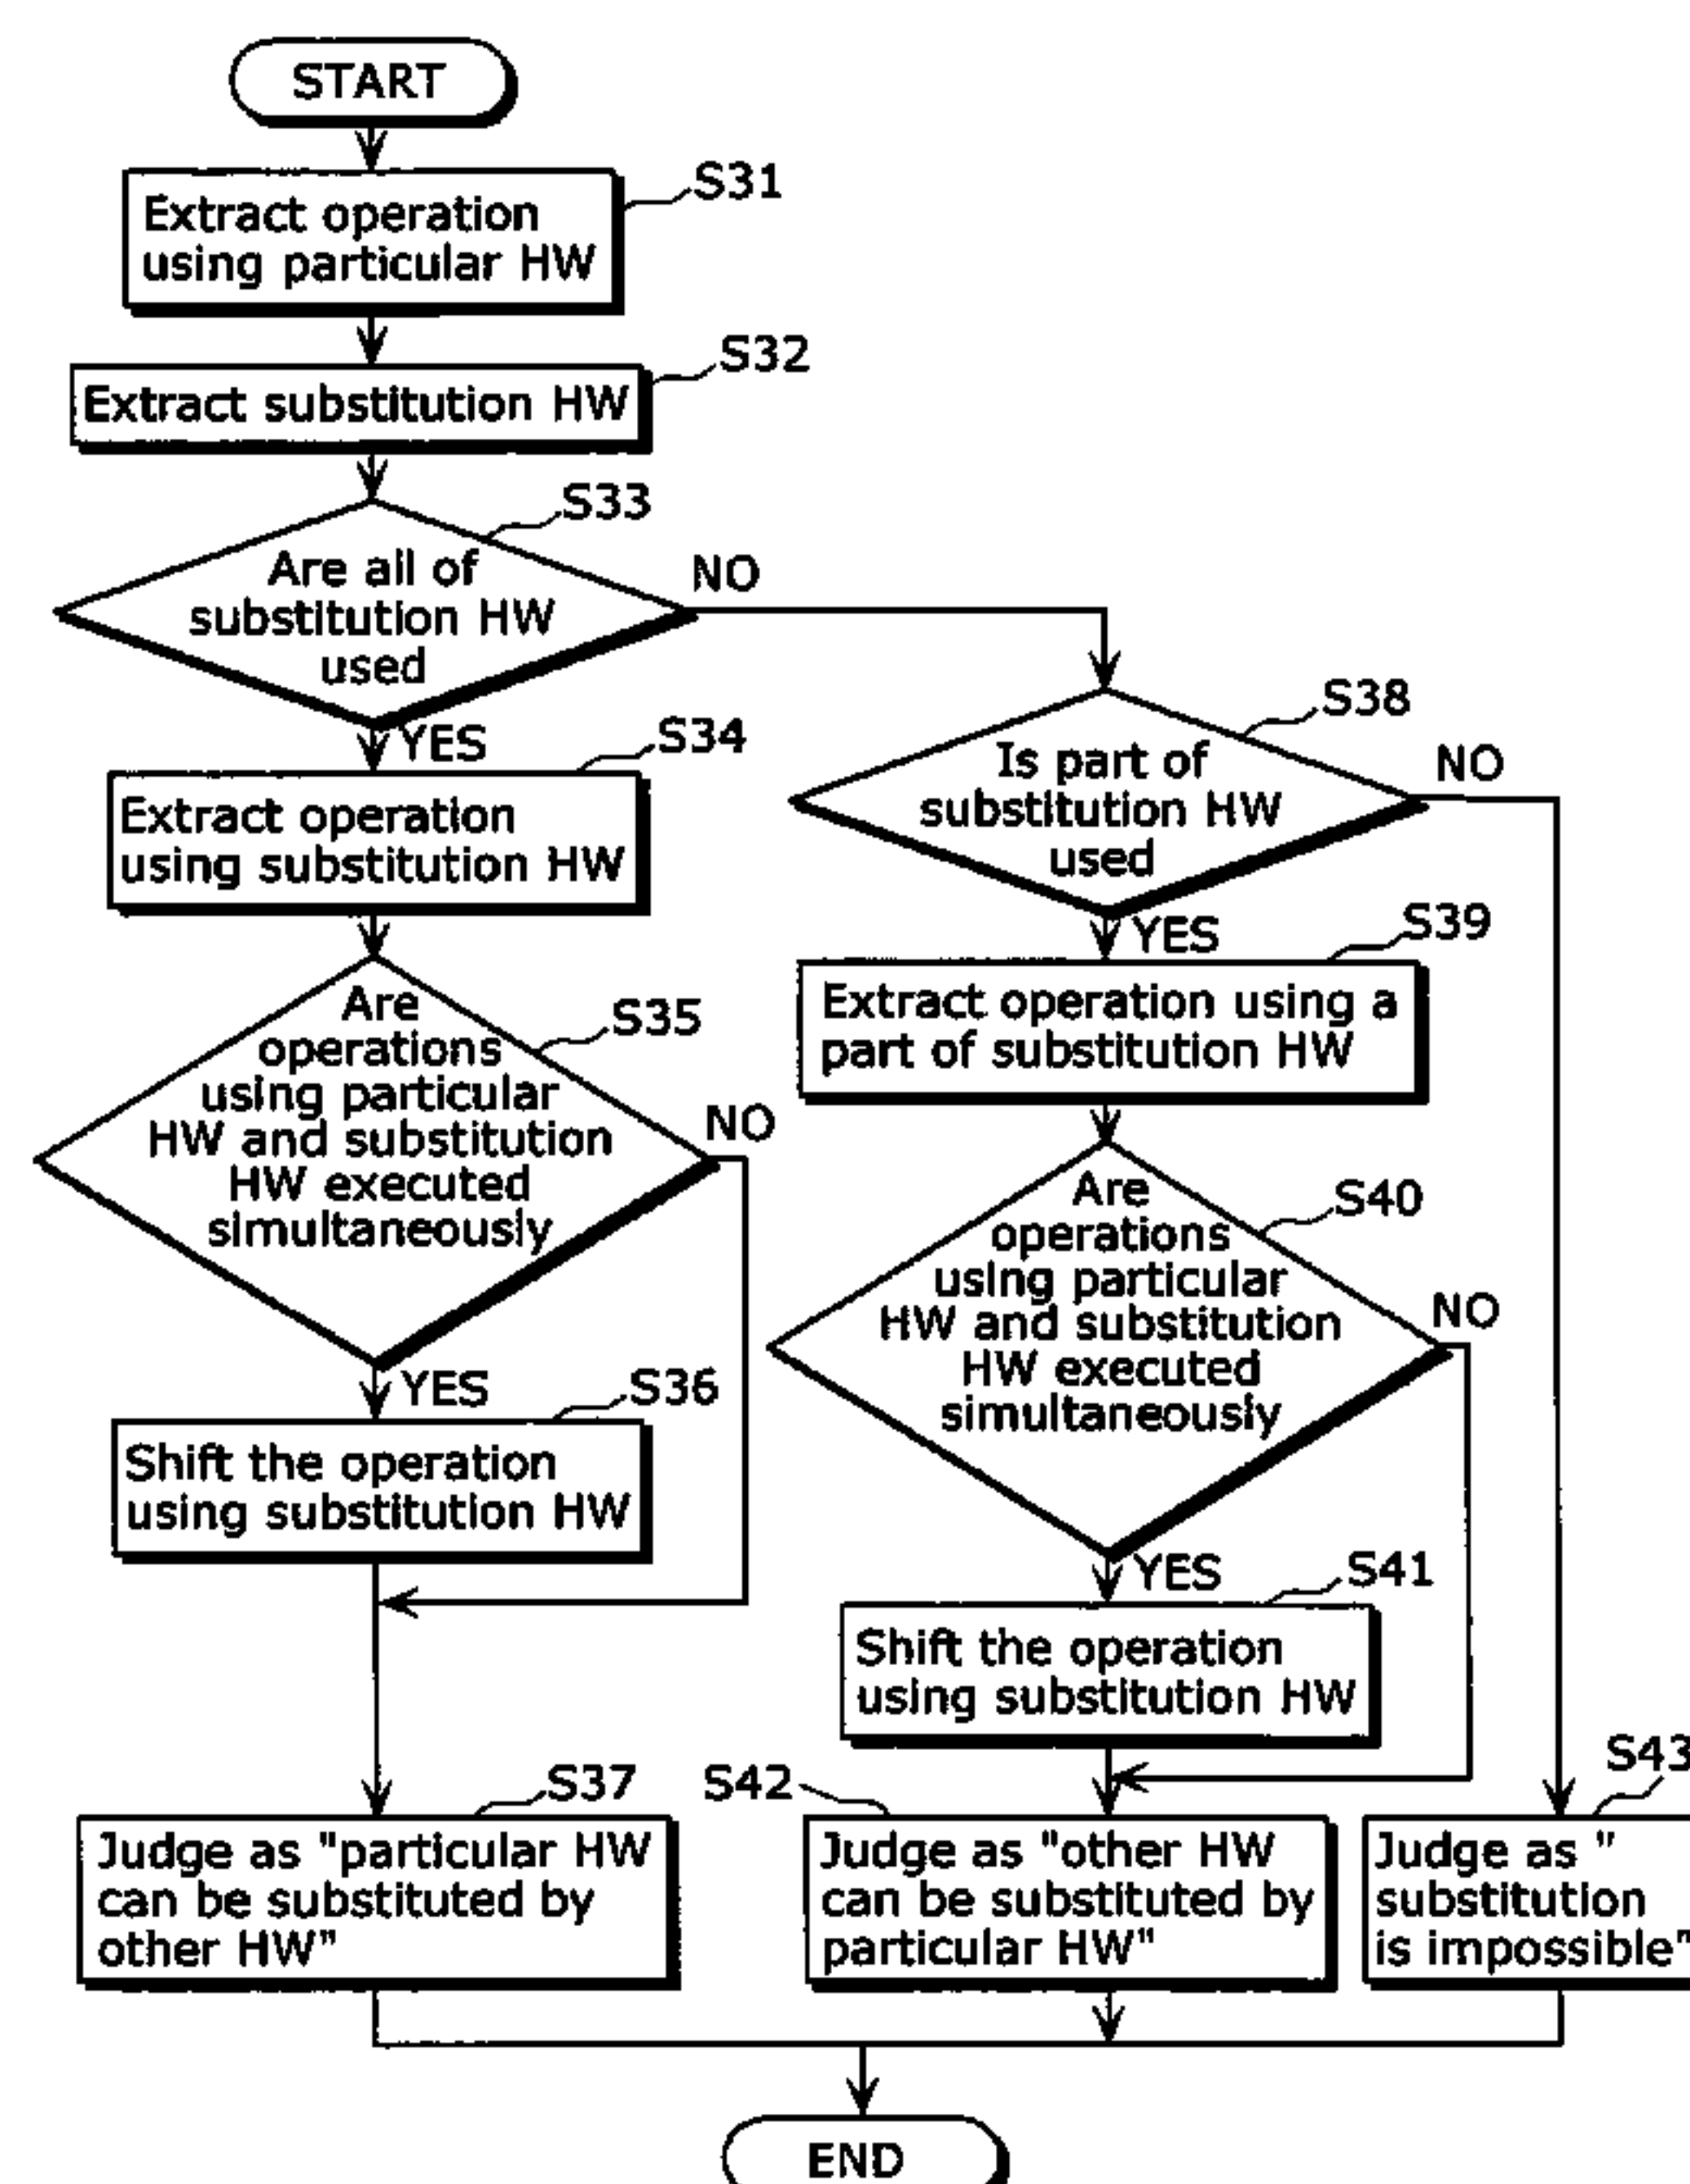 START
S31
Extract operation
using particular HW
S32
Extract substitution HW
S33
Are all of
substitution HW
used
NO
YES
S34
Extract operation
using substitution HW
Are
operations
using particular
HW and substitution
HW executed
simultaneously
S35
NO
YES
S36
Shift the operation
using substitution HW
S37
Judge as "particular HW
can be substituted by
other HW"
S38
Is part of
substitution HW
used
NO
YES
S39
Extract operation using a
part of substitution HW
Are
operations
using particular
HW and substitution
HW executed
simultaneously
S40
NO
YES
S41
Shift the operation
using substitution HW
S42
Judge as "other HW
can be substituted by
particular HW"
S43
Judge as "
substitution
is impossible"
END